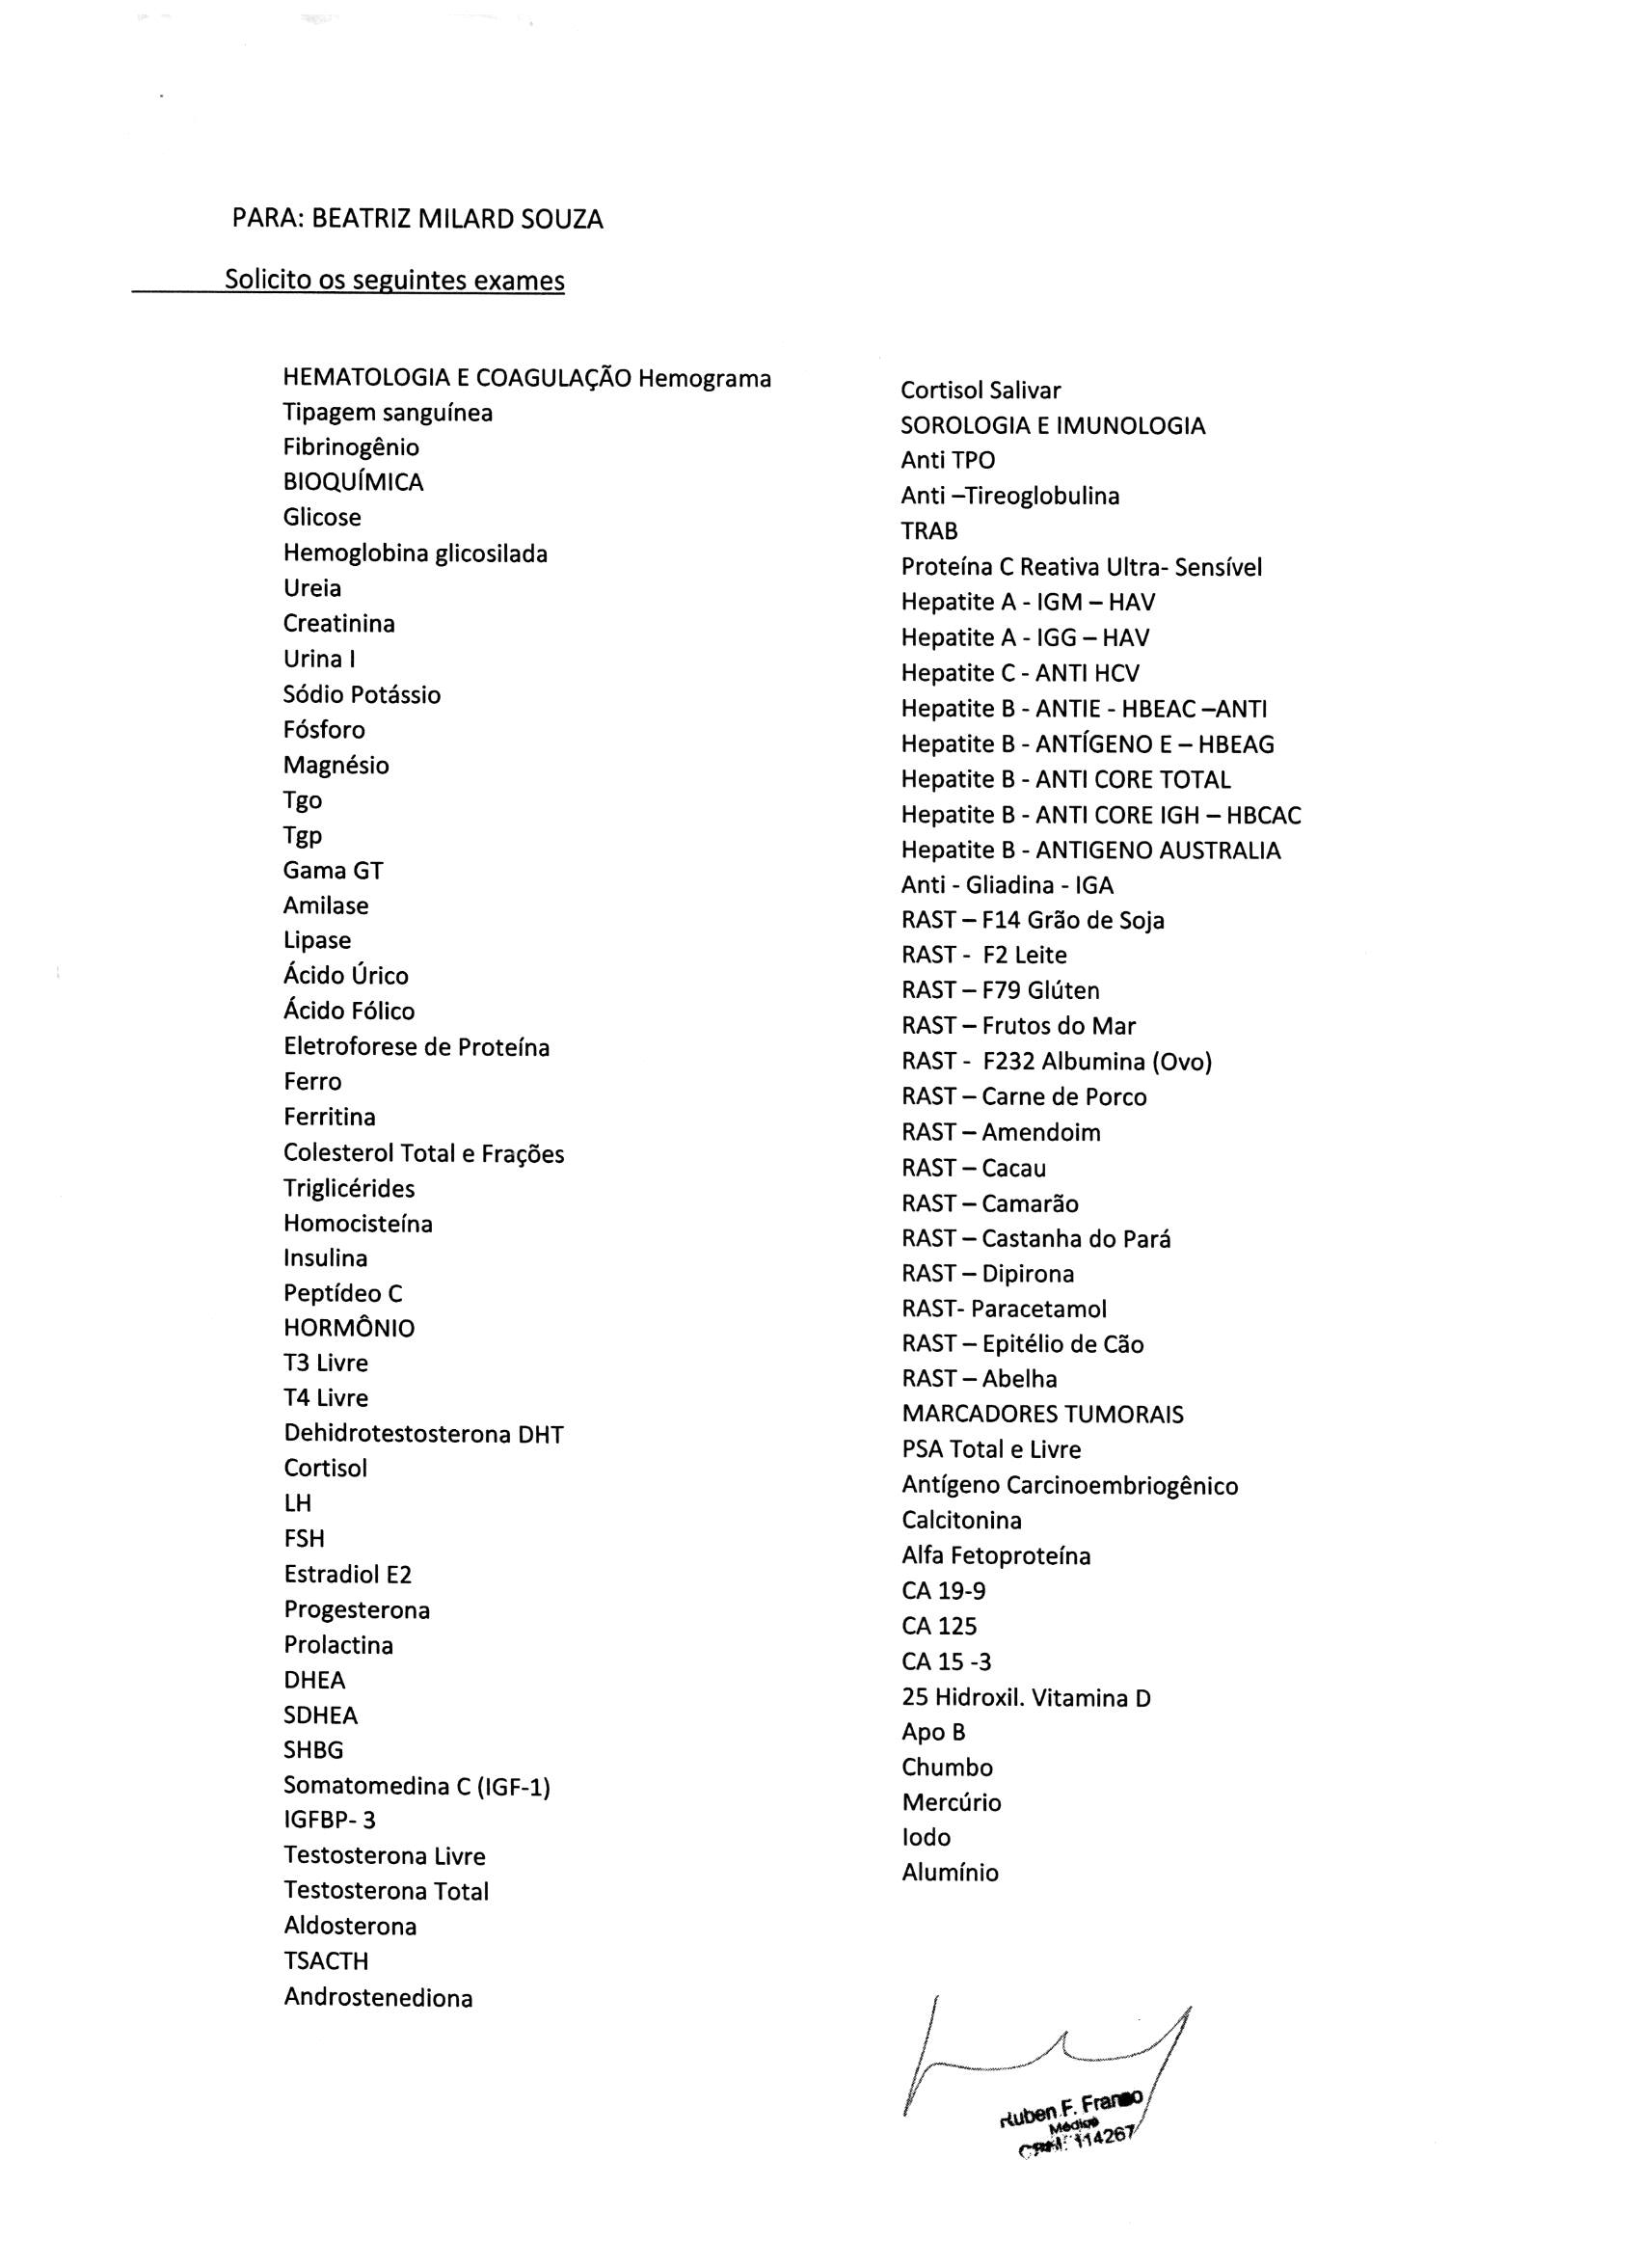 PARA: BEATRIZ MILARD SOUZA
Solicito os seguintes exames
HEMATOLOGIA E COAGULAÇÃO Hemograma
Tipagem sanguínea
Fibrinogênio
BIOQUÍMICA
Glicose
Hemoglobina glicosilada
Ureia
Creatinina
Urina I
Sódio Potássio
Fósforo
Magnésio
Tgo
Tgp
Gama GT
Amilase
Lipase
Ácido Úrico
Ácido Fólico
Eletroforese de Proteína
Ferro
Ferritina
Colesterol Total e Frações
Triglicérides
Homocisteína
Insulina
Peptídeo C
HORMÔNIO
T3 Livre
T4 Livre
Dehidrotestosterona DHT
Cortisol
LH
FSH
Estradiol E2
Progesterona
Prolactina
DHEA
SDHEA
SHBG
Somatomedina C (IGF-1)
IGFBP- 3
Testosterona Livre
Testosterona Total
Aldosterona
TSACTH
Androstenediona
Cortisol Salivar
SOROLOGIA E IMUNOLOGIA
Anti TPO
Anti –Tireoglobulina
TRAB
Proteína C Reativa Ultra- Sensível
Hepatite A - IGM – HAV
Hepatite A - IGG – HAV
Hepatite C - ANTI HCV
Hepatite B - ANTIE - HBEAC –ANTI
Hepatite B - ANTÍGENO E – HBEAG
Hepatite B - ANTI CORE TOTAL
Hepatite B - ANTI CORE IGH – HBCAC
Hepatite B - ANTIGENO AUSTRALIA
Anti - Gliadina - IGA
RAST – F14 Grão de Soja
RAST - F2 Leite
RAST – F79 Glúten
RAST – Frutos do Mar
RAST - F232 Albumina (Ovo)
RAST – Carne de Porco
RAST – Amendoim
RAST – Cacau
RAST – Camarão
RAST – Castanha do Pará
RAST – Dipirona
RAST- Paracetamol
RAST – Epitélio de Cão
RAST – Abelha
MARCADORES TUMORAIS
PSA Total e Livre
Antígeno Carcinoembriogênico
Calcitonina
Alfa Fetoproteína
CA 19-9
CA 125
CA 15 -3
25 Hidroxil. Vitamina D
Apo B
Chumbo
Mercúrio
Iodo
Alumínio
Ruben F.
Médico
114267